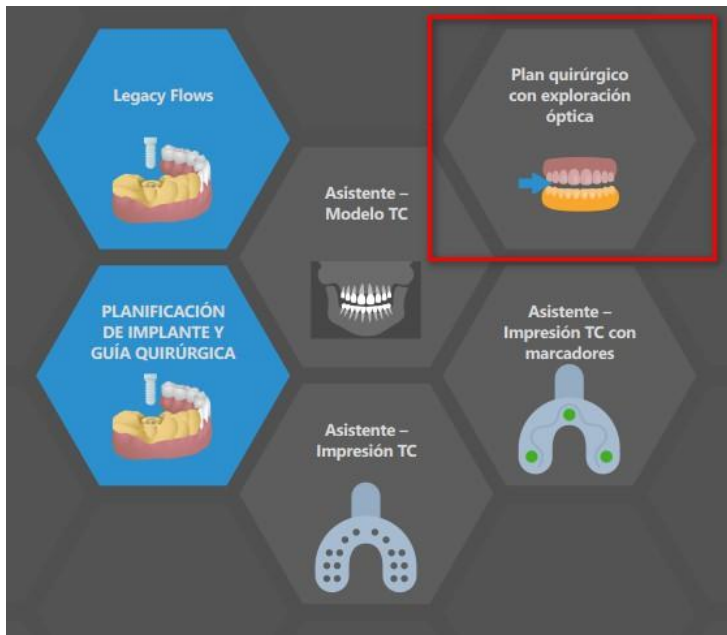 Legacy Flows
Plan quirúrgico
con exploración
óptica
Asistente –
Modelo TC
PLANIFICACIÓN
DE IMPLANTE Y
GUÍA QUIRÚRGICA
Asistente –
Impresión TC con
marcadores
Asistente –
Impresión TC